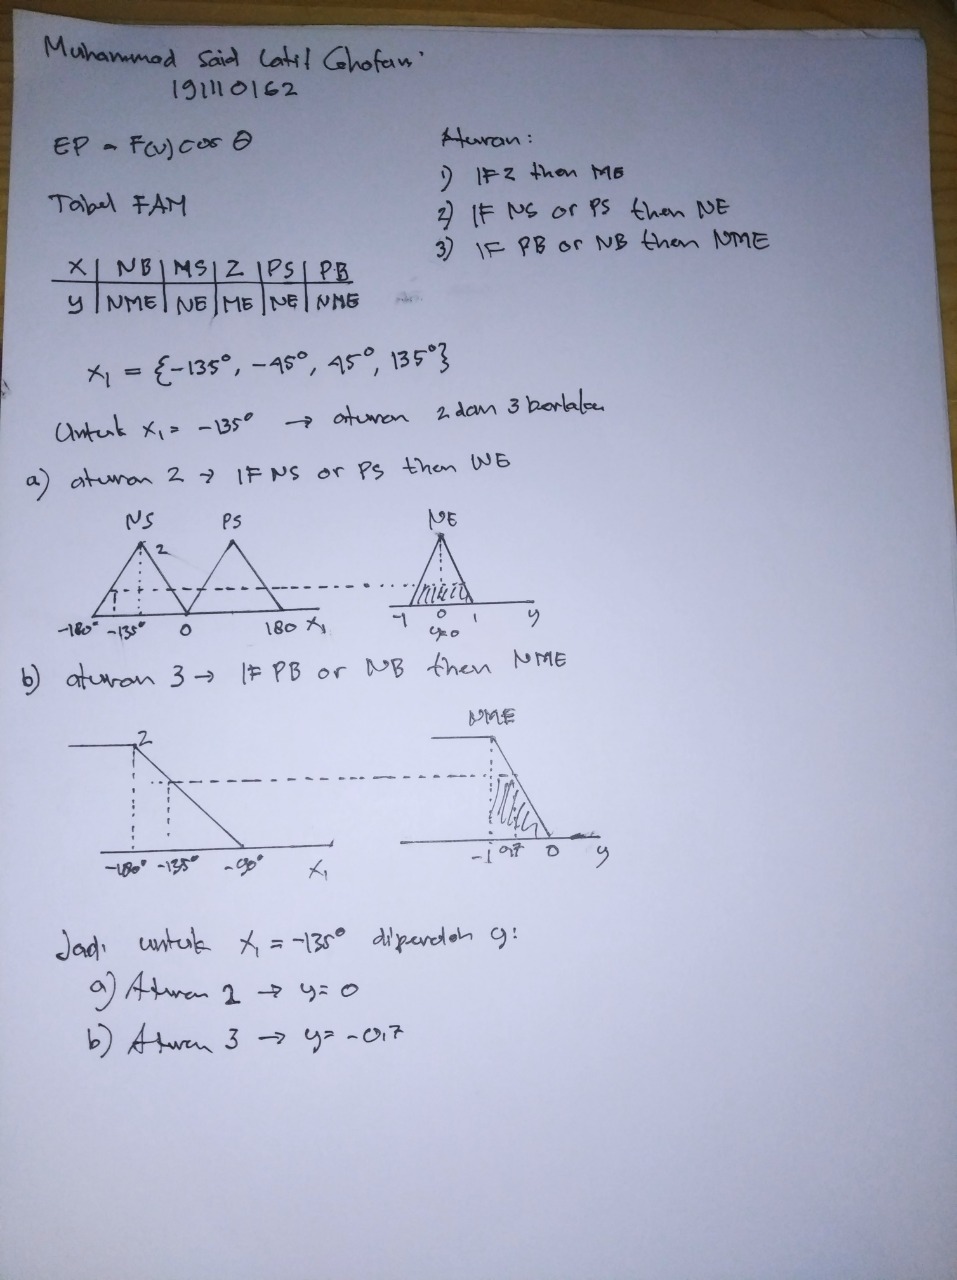 Muhammad Said Latif Ghofari
191110162
EP = F(v) cos θ
Tabel FAM
X | NB | MS | Z | PS | PB
y | NME | NE | ME | NE | NME
Aturan:
1) IF Z then ME
2) IF NS or PS then NE
3) IF PB or NB then NME
X₁ = {-135°, -45°, 45°, 135°}
Untuk X₁ = -135° → aturan 2 dan 3 berlaku
a) aturan 2 → IF NS or PS then NE
NS PS NE
2
-180° -135° 0 180 X₁ -1 0 1 y
y=0
b) aturan 3 → IF PB or NB then NME
NME
2
-180° -135° -90° X₁ -1 0,7 0 y
Jadi untuk X₁ = -135° diperoleh y:
a) Aturan 2 → y = 0
b) Aturan 3 → y = -0,7